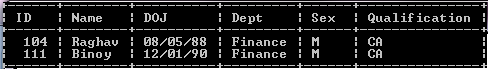 ID | Name | DOJ | Dept | Sex | Qualification
104 | Raghav | 08/05/88 | Finance | M | CA
111 | Binoy | 12/01/90 | Finance | M | CA